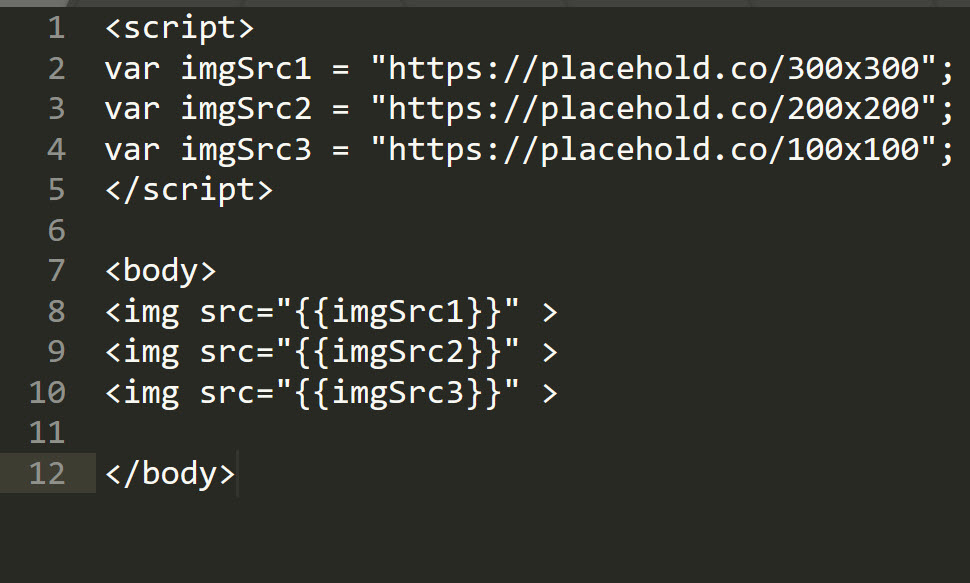 1 <script>
2 var imgSrc1 = "https://placehold.co/300x300";
3 var imgSrc2 = "https://placehold.co/200x200";
4 var imgSrc3 = "https://placehold.co/100x100";
5 </script>
6
7 <body>
8 <img src="{{imgSrc1}}" >
9 <img src="{{imgSrc2}}" >
10 <img src="{{imgSrc3}}" >
11
12 </body>